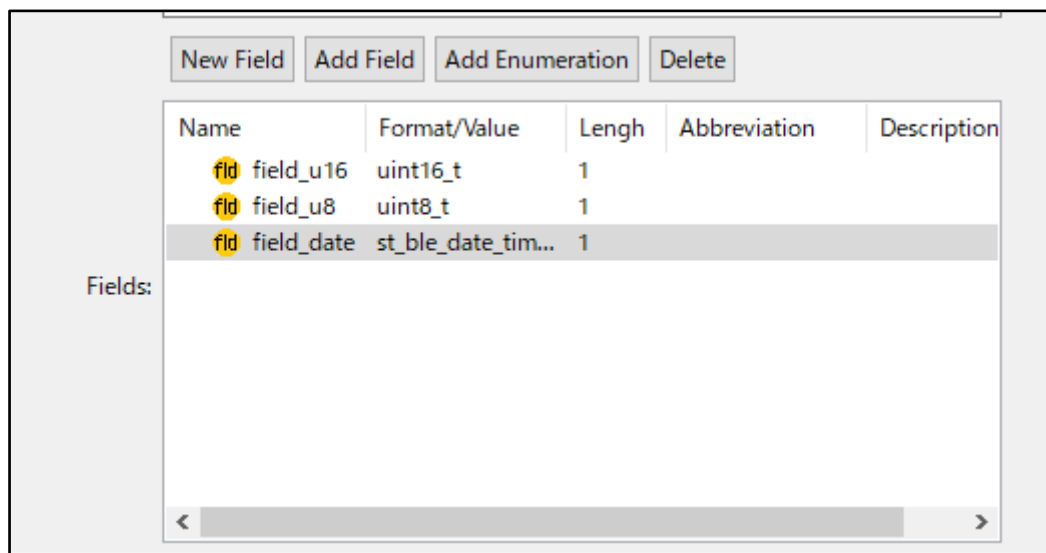 New Field Add Field Add Enumeration Delete
Name Format/Value Lengh Abbreviation Description
fld field_u16 uint16_t 1
fld field_u8 uint8_t 1
fld field_date st_ble_date_tim... 1
Fields: